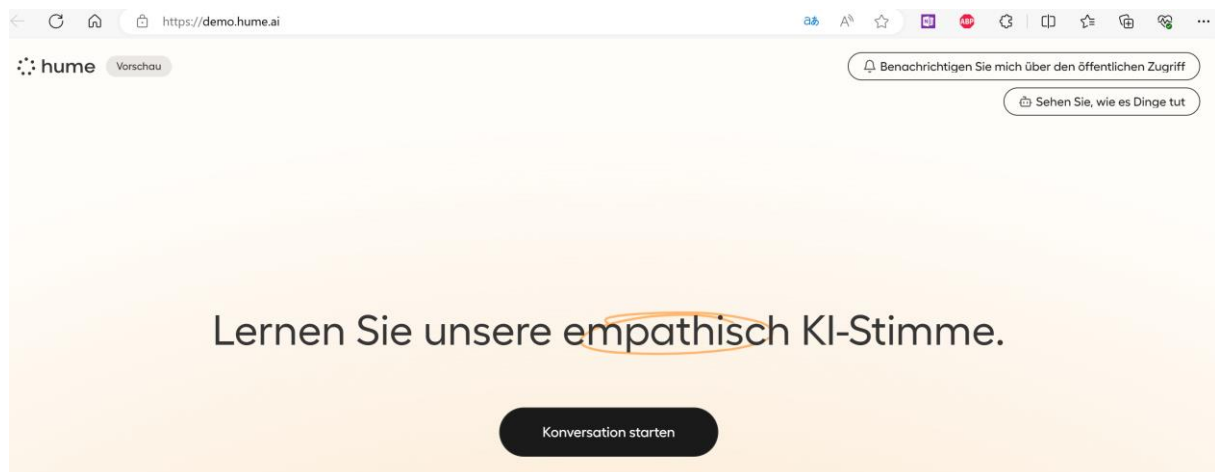 https://demo.hume.ai
hume Vorschau
Benachrichtigen Sie mich über den öffentlichen Zugriff
Sehen Sie, wie es Dinge tut
Lernen Sie unsere empathisch KI-Stimme.
Konversation starten